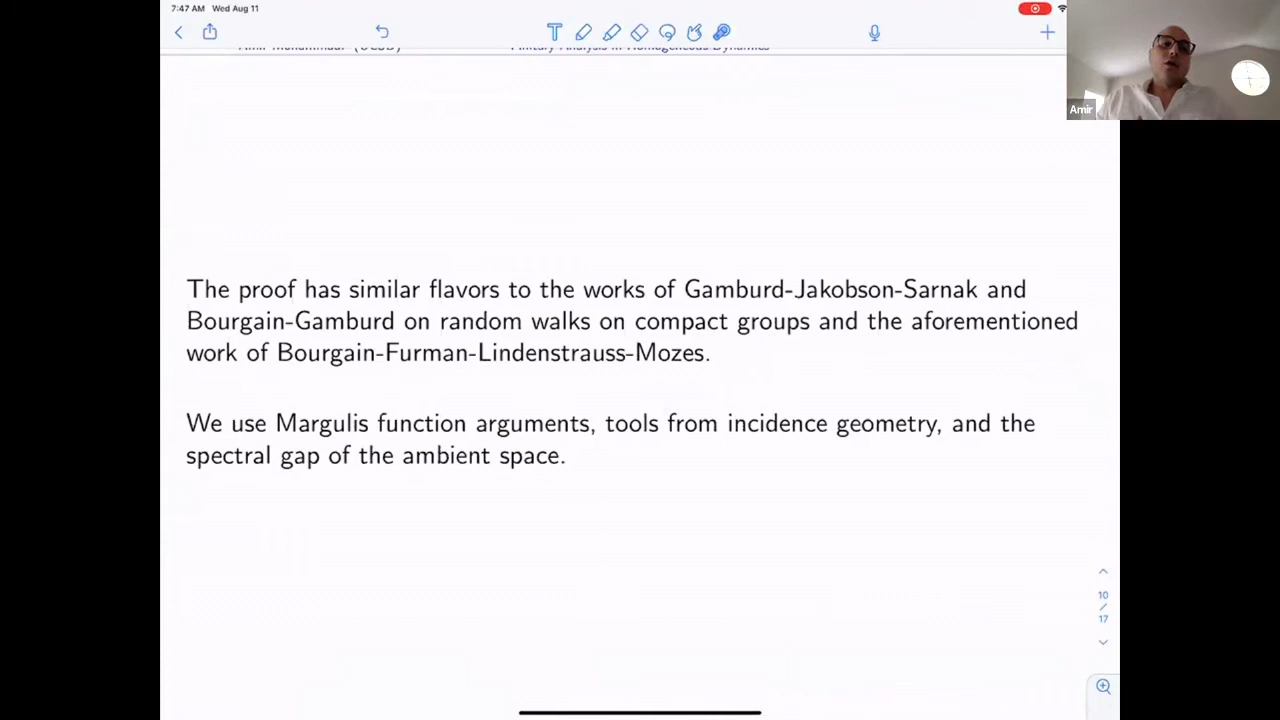 7:47 AM Wed Aug 11
Amir
The proof has similar flavors to the works of Gamburd-Jakobson-Sarnak and
Bourgain-Gamburd on random walks on compact groups and the aforementioned
work of Bourgain-Furman-Lindenstrauss-Mozes.
We use Margulis function arguments, tools from incidence geometry, and the
spectral gap of the ambient space.
10
/
17